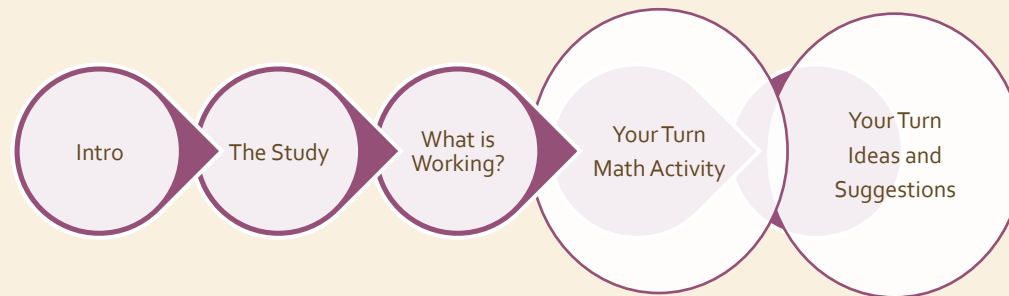 Intro
The Study
What is
Working?
Your Turn
Math Activity
Your Turn
Ideas and
Suggestions